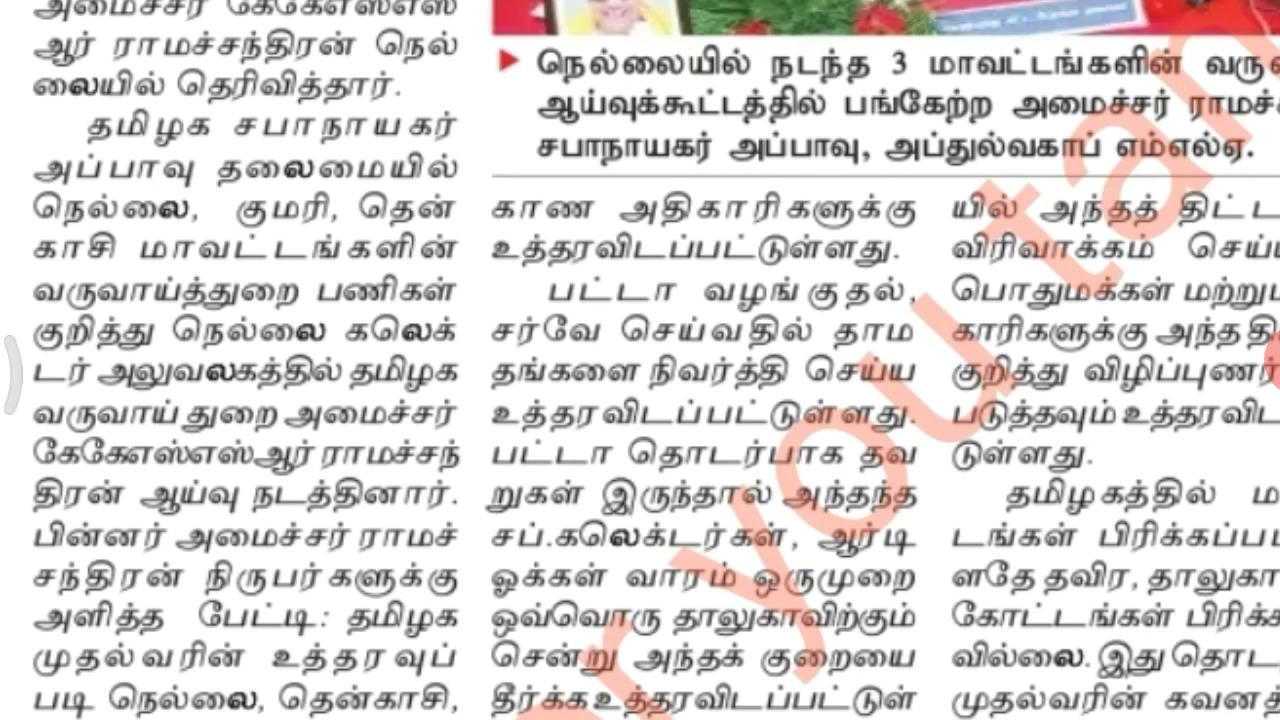 அமைச்சர் கேகேஎஸ்எஸ்
ஆர் ராமச்சந்திரன் நெல்
லையில் தெரிவித்தார்.
தமிழக சபாநாயகர்
அப்பாவு தலைமையில்
நெல்லை, குமரி, தென்
காசி மாவட்டங்களின்
வருவாய்த்துறை பணிகள்
குறித்து நெல்லை கலெக்
டர் அலுவலகத்தில் தமிழக
வருவாய் துறை அமைச்சர்
கேகேஎஸ்எஸ்ஆர் ராமச்சந்
திரன் ஆய்வு நடத்தினார்.
பின்னர் அமைச்சர் ராமச்
சந்திரன் நிருபர்களுக்கு
அளித்த பேட்டி: தமிழக
முதல்வரின் உத்தரவுப்
படி நெல்லை, தென்காசி,
நெல்லையில் நடந்த 3 மாவட்டங்களின்
ஆய்வுக்கூட்டத்தில் பங்கேற்ற அமைச்சர்
சபாநாயகர் அப்பாவு, அப்துல்வகாப் எம்எல்ஏ.
காண அதிகாரிகளுக்கு
உத்தரவிடப்பட்டுள்ளது.
பட்டா வழங்குதல்,
சர்வே செய்வதில் தாம
தங்களை நிவர்த்தி செய்ய
உத்தரவிடப்பட்டுள்ளது.
பட்டா தொடர்பாக தவ
றுகள் இருந்தால் அந்தந்த
சப்.கலெக்டர்கள், ஆர்டி
ஓக்கள் வாரம் ஒருமுறை
ஒவ்வொரு தாலுகாவிற்கும்
சென்று அந்தக் குறையை
தீர்க்க உத்தரவிடப்பட்டுள்
யில் அந்தத் திட்ட
விரிவாக்கம்
பொதுமக்கள்
காரிகளுக்கு அந்த
குறித்து
படுத்தவும்
டுள்ளது.
தமிழகத்தில்
டங்கள்
ளதே தவிர,
கோட்டங்கள்
வில்லை. இது
முதல்வரின்
you